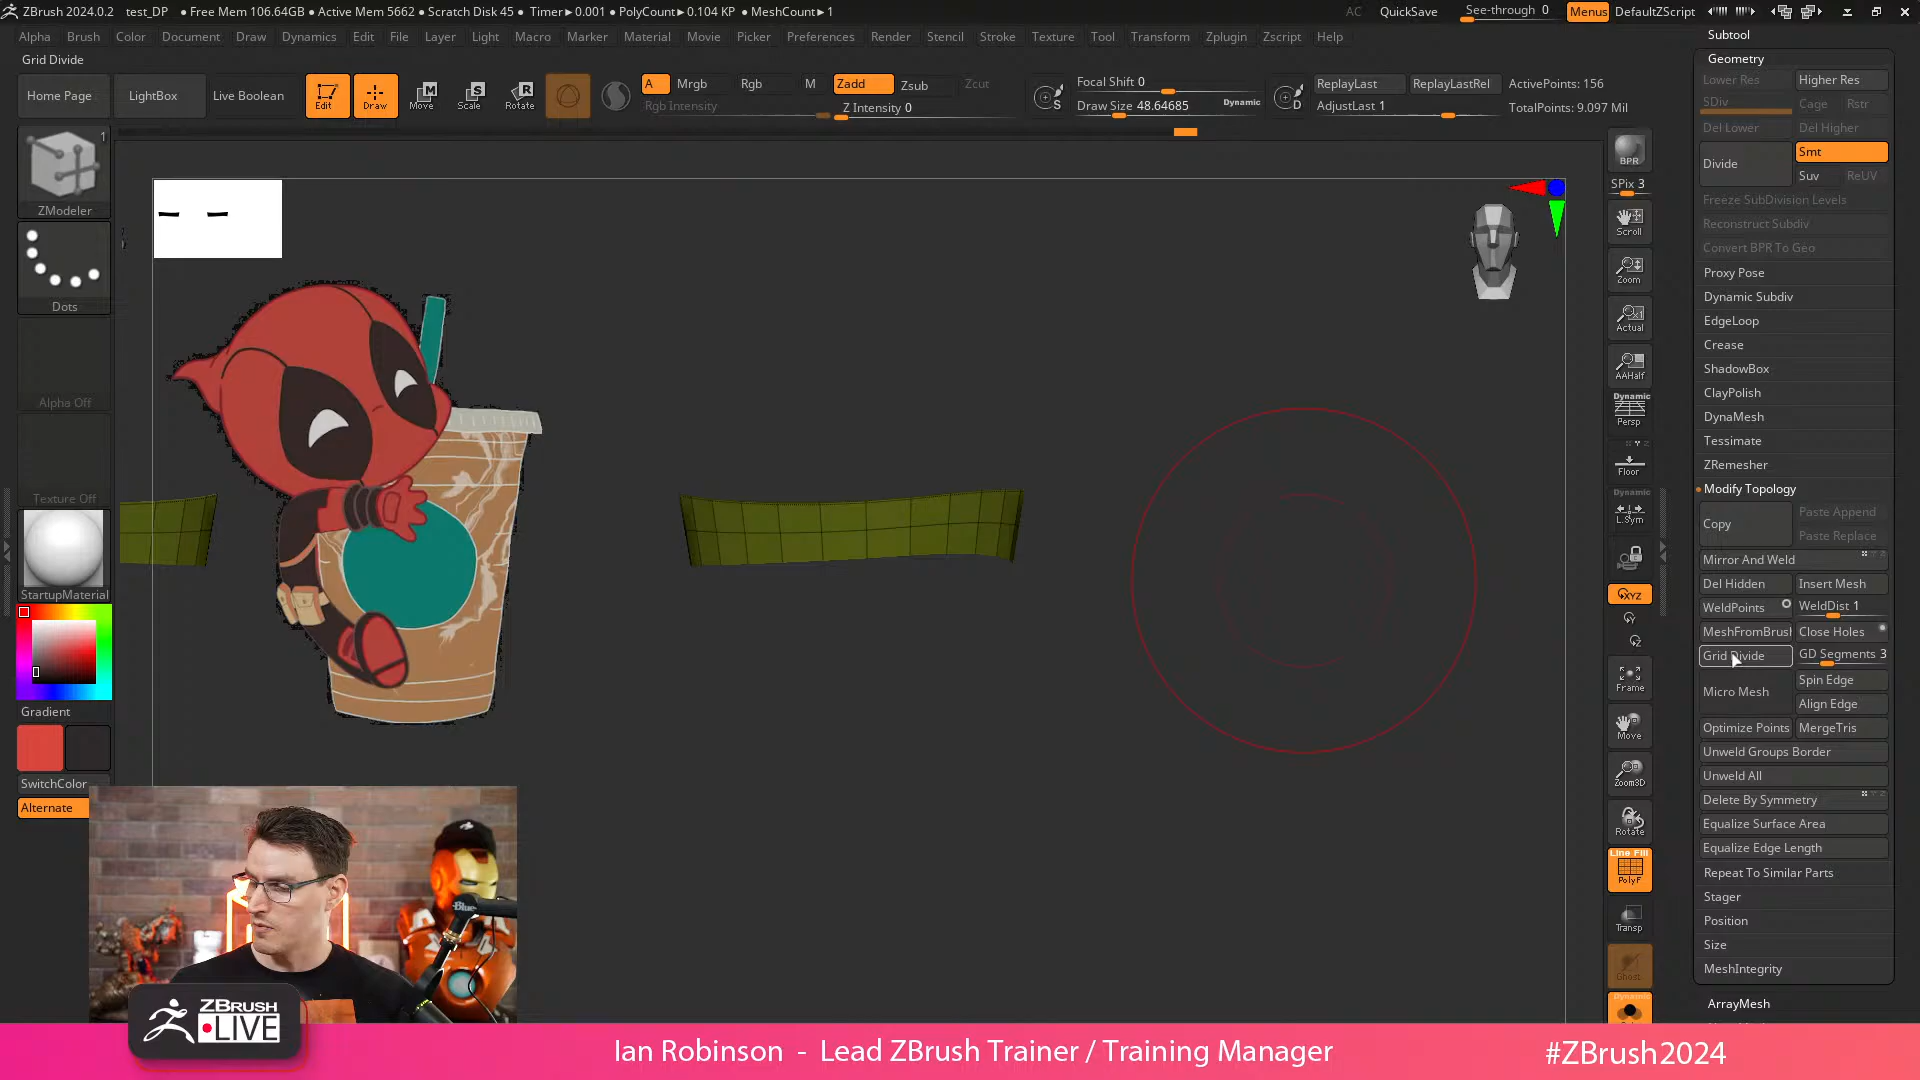 ZBrush 2024.0.2 test_DP • Free Mem 106.64GB • Active Mem 5662 • Scratch Disk 45 • Timer►0.001 • PolyCount►0.104 KP • MeshCount►1
AC QuickSave See-through 0 Menus DefaultZScript
Alpha Brush Color Document Draw Dynamics Edit File Layer Light Macro Marker Material Movie Picker Preferences Render Stencil Stroke Texture Tool Transform Zplugin Zscript Help
Grid Divide
Home Page LightBox Live Boolean
Edit Draw Move Scale Rotate
A Mrgb Rgb M Zadd Zsub Zcut
Rgb Intensity Z Intensity 0
S Focal Shift 0
Draw Size 48.64685 Dynamic
D ReplayLast ReplayLastRel
AdjustLast 1
ActivePoints: 156
TotalPoints: 9.097 Mil
1
ZModeler
Dots
Alpha Off
Texture Off
StartupMaterial
Gradient
SwitchColor
Alternate
BPR
SPix 3
Scroll
Zoom
Actual
AAHalf
Dynamic
Persp
Floor
Dynamic
L.Sym
XYZ
Y
Z
Frame
Move
Zoom3D
Rotate
Line Fill
PolyF
Transp
Ghost
Dynamic
Subtool
Geometry
Lower Res Higher Res
SDiv Cage Rstr
Del Lower Del Higher
Divide Smt
Suv ReUV
Freeze SubDivision Levels
Reconstruct Subdiv
Convert BPR To Geo
Proxy Pose
Dynamic Subdiv
EdgeLoop
Crease
ShadowBox
ClayPolish
DynaMesh
Tessimate
ZRemesher
Modify Topology
Copy Paste Append
Paste Replace
Mirror And Weld
Del Hidden Insert Mesh
WeldPoints WeldDist 1
MeshFromBrush Close Holes
Grid Divide GD Segments 3
Micro Mesh Spin Edge
Align Edge
Optimize Points MergeTris
Unweld Groups Border
Unweld All
Delete By Symmetry
Equalize Surface Area
Equalize Edge Length
Repeat To Similar Parts
Stager
Position
Size
MeshIntegrity
ArrayMesh
Blue
ZBRUSH
LIVE
Ian Robinson - Lead ZBrush Trainer / Training Manager
#ZBrush2024